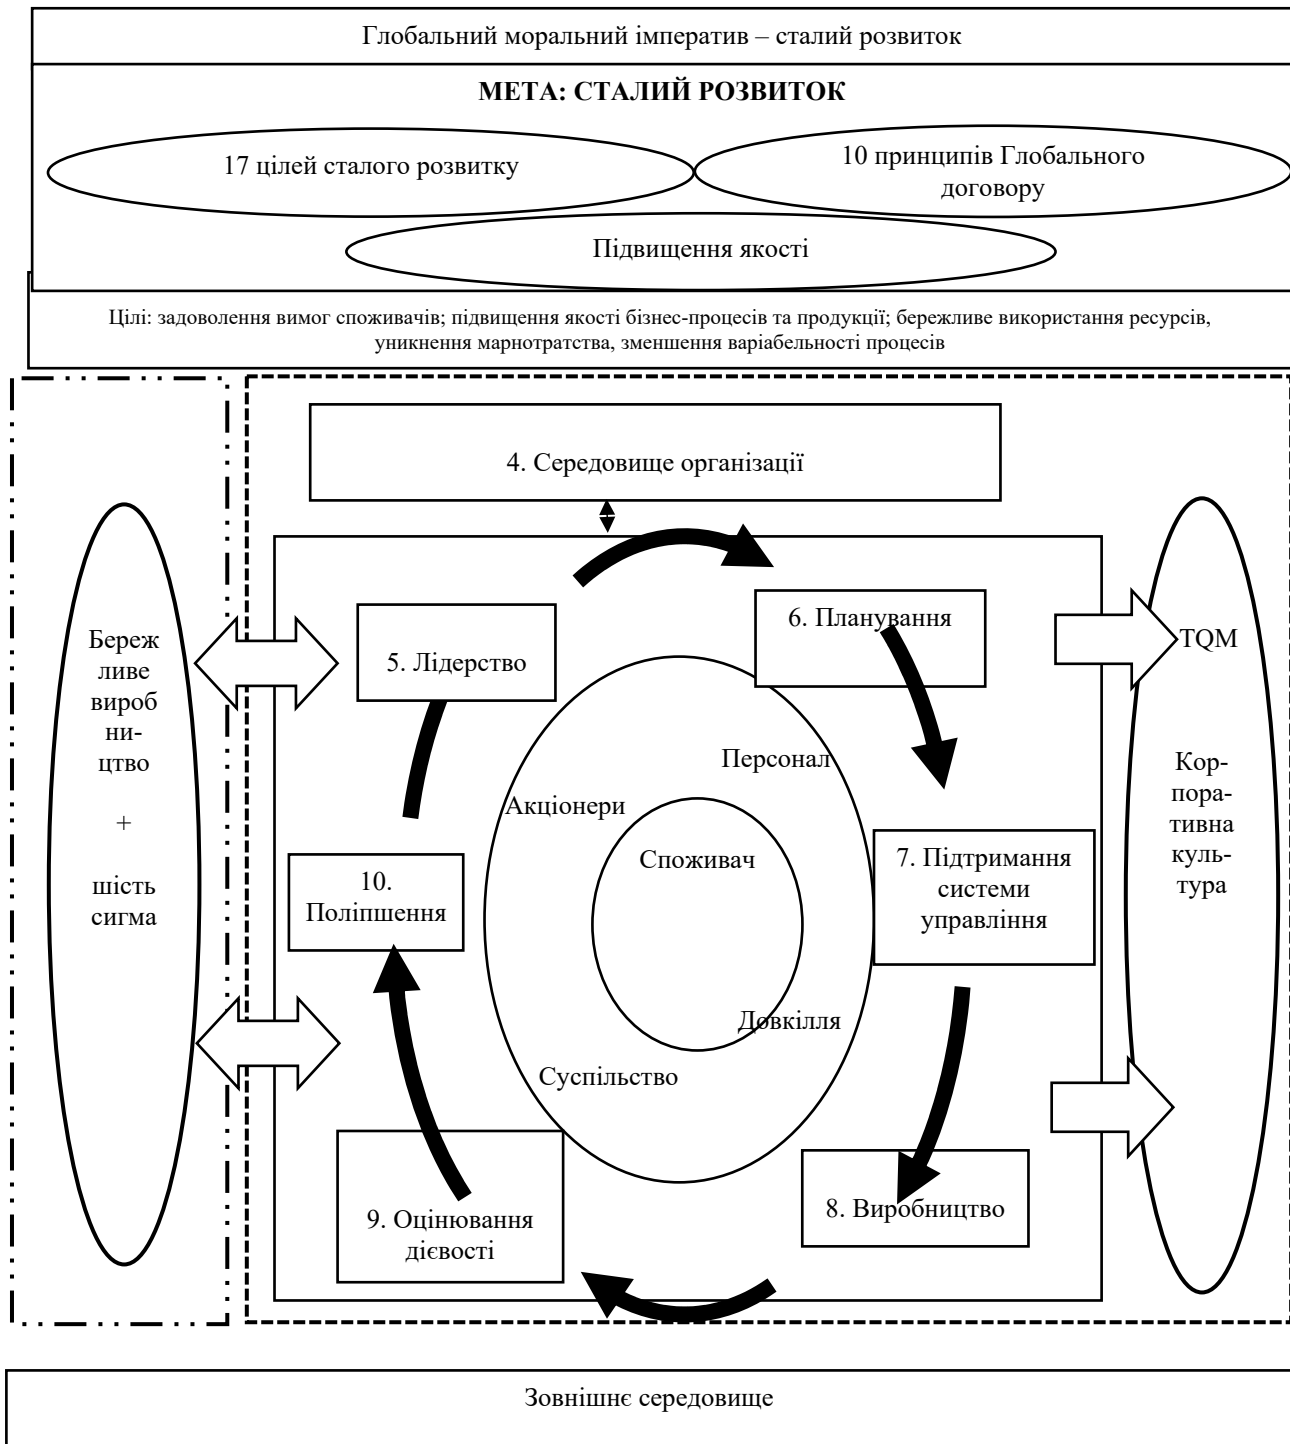 Глобальний моральний імператив – сталий розвиток
МЕТА: СТАЛИЙ РОЗВИТОК
17 цілей сталого розвитку
10 принципів Глобального
договору
Підвищення якості
Цілі: задоволення вимог споживачів; підвищення якості бізнес-процесів та продукції; бережливе використання ресурсів,
уникнення марнотратства, зменшення варіабельності процесів
4. Середовище організації
Береж
ливе
вироб
ни-
цтво
+
шість
сигма
5. Лідерство
6. Планування
TQM
Кор-
пора-
тивна
куль-
тура
Персонал
Акціонери
Споживач
7. Підтримання
системи
управління
10.
Поліпшення
Довкілля
Суспільство
9. Оцінювання
дієвості
8. Виробництво
Зовнішнє середовище